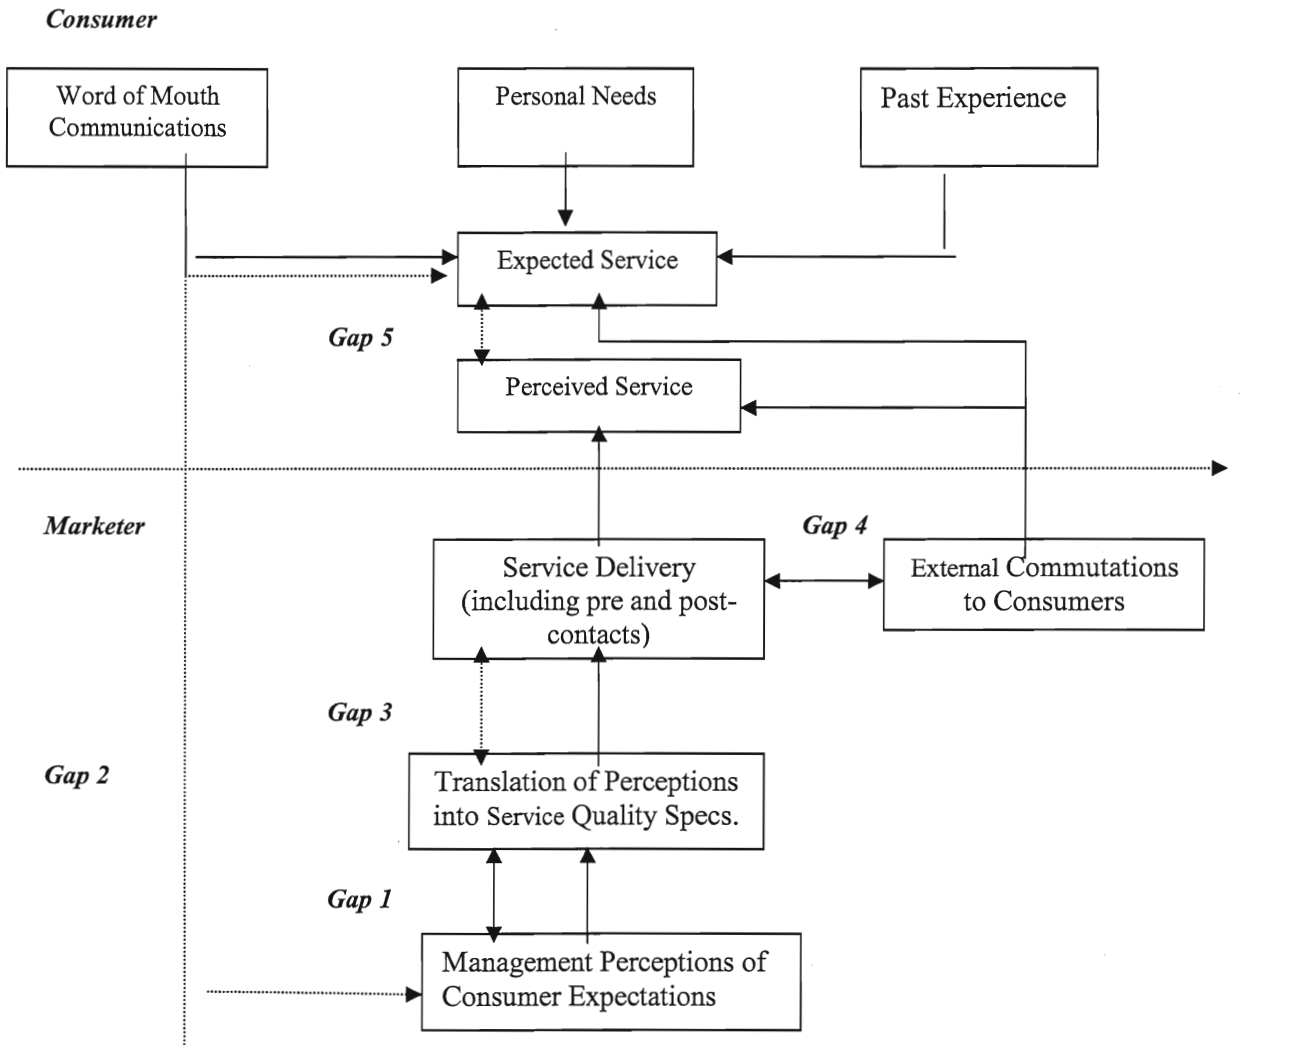 Consumer
Word of Mouth
Communications
Personal Needs
Past Experience
Expected Service
Gap 5
Perceived Service
Marketer
Gap 4
Service Delivery
(including pre and post-
contacts)
External Commutations
to Consumers
Gap 3
Gap 2
Translation of Perceptions
into Service Quality Specs.
Gap 1
Management Perceptions of
Consumer Expectations